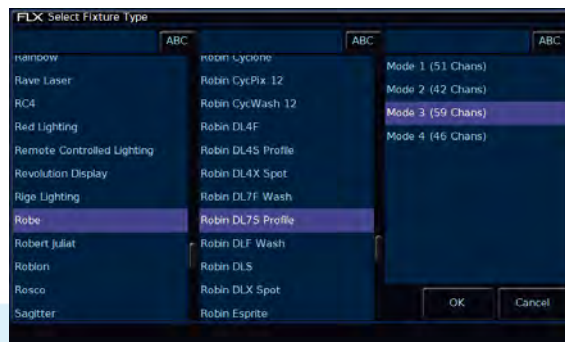 FLX Select Fixture Type
ABC
ABC
ABC
Rainbow
Rave Laser
RC4
Red Lighting
Remote Controlled Lighting
Revolution Display
Rigo Lighting
Robe
Robert Juliat
Roblon
Rosco
Sagitter
Robin Cyclone
Robin CycPix 12
Robin CycWash 12
Robin DL4F
Robin DL4S Profile
Robin DL4X Spot
Robin DL7F Wash
Robin DL7S Profile
Robin DLF Wash
Robin DLS
Robin DLX Spot
Robin Esprite
Mode 1 (51 Chans)
Mode 2 (42 Chans)
Mode 3 (59 Chans)
Mode 4 (46 Chans)
OK
Cancel